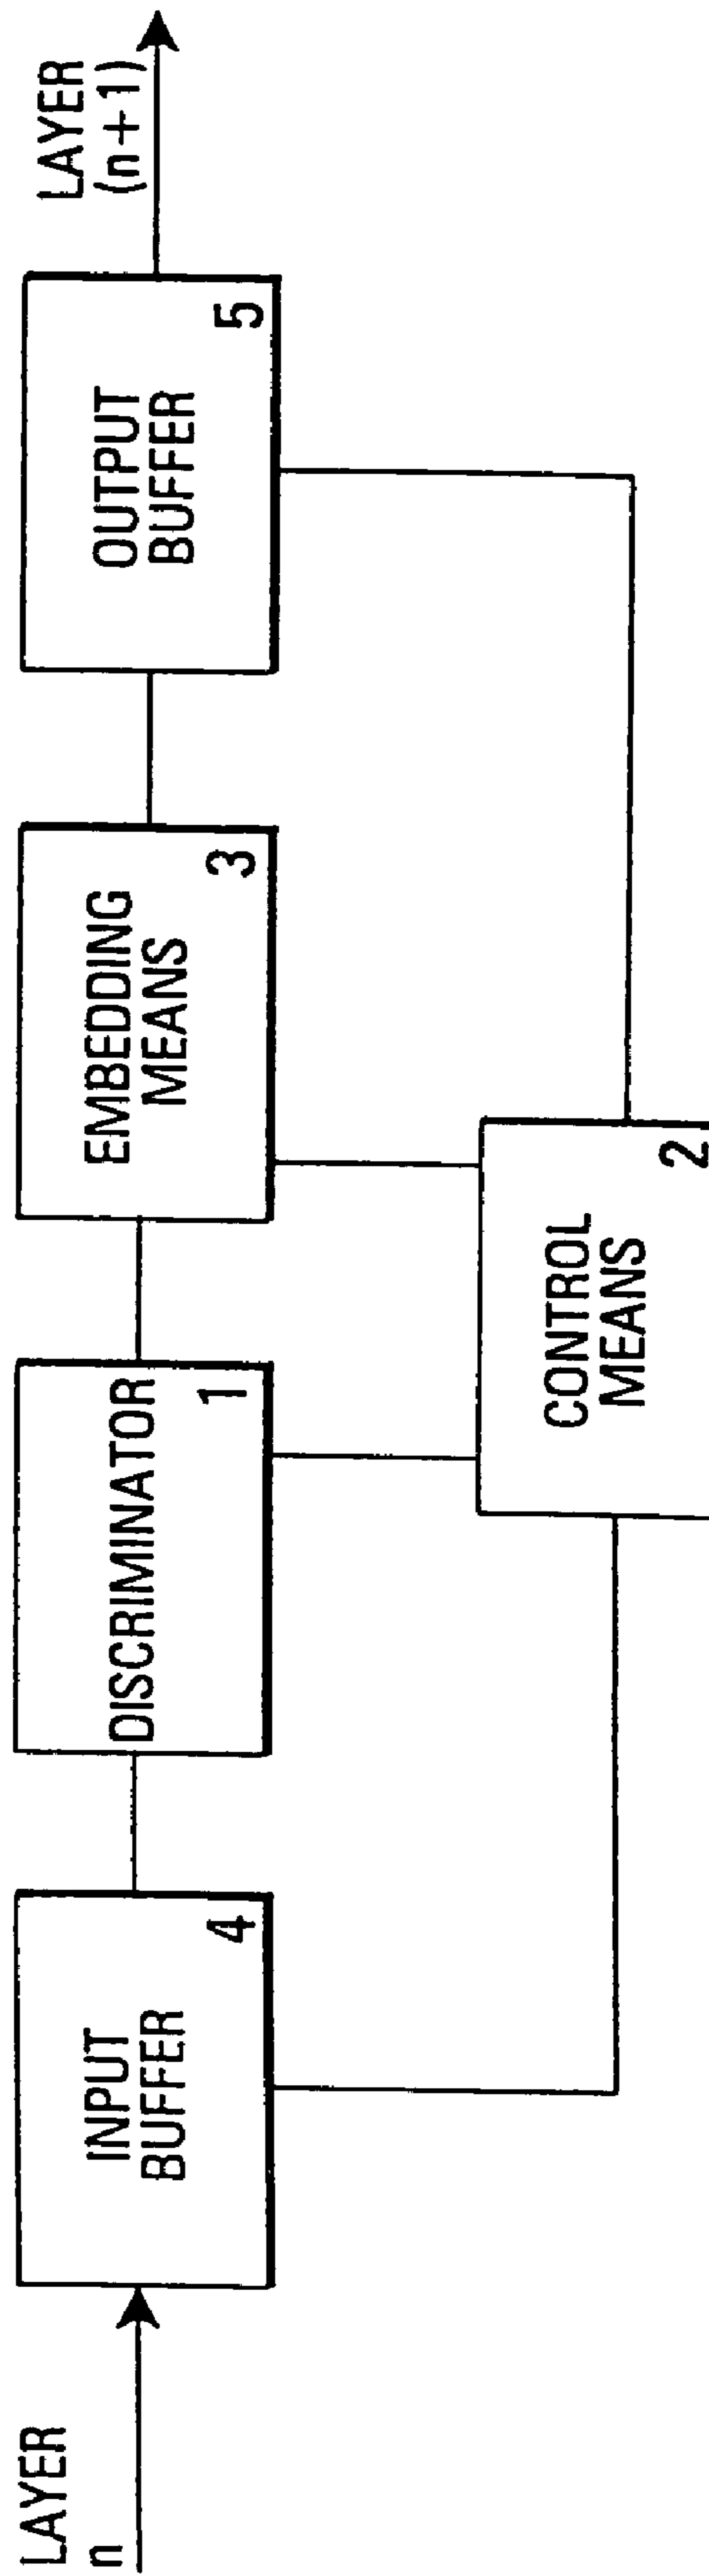 LAYER
n
INPUT
BUFFER
4
DISCRIMINATOR
1
EMBEDDING
MEANS
3
OUTPUT
BUFFER
5
LAYER
(n+1)
CONTROL
MEANS
2